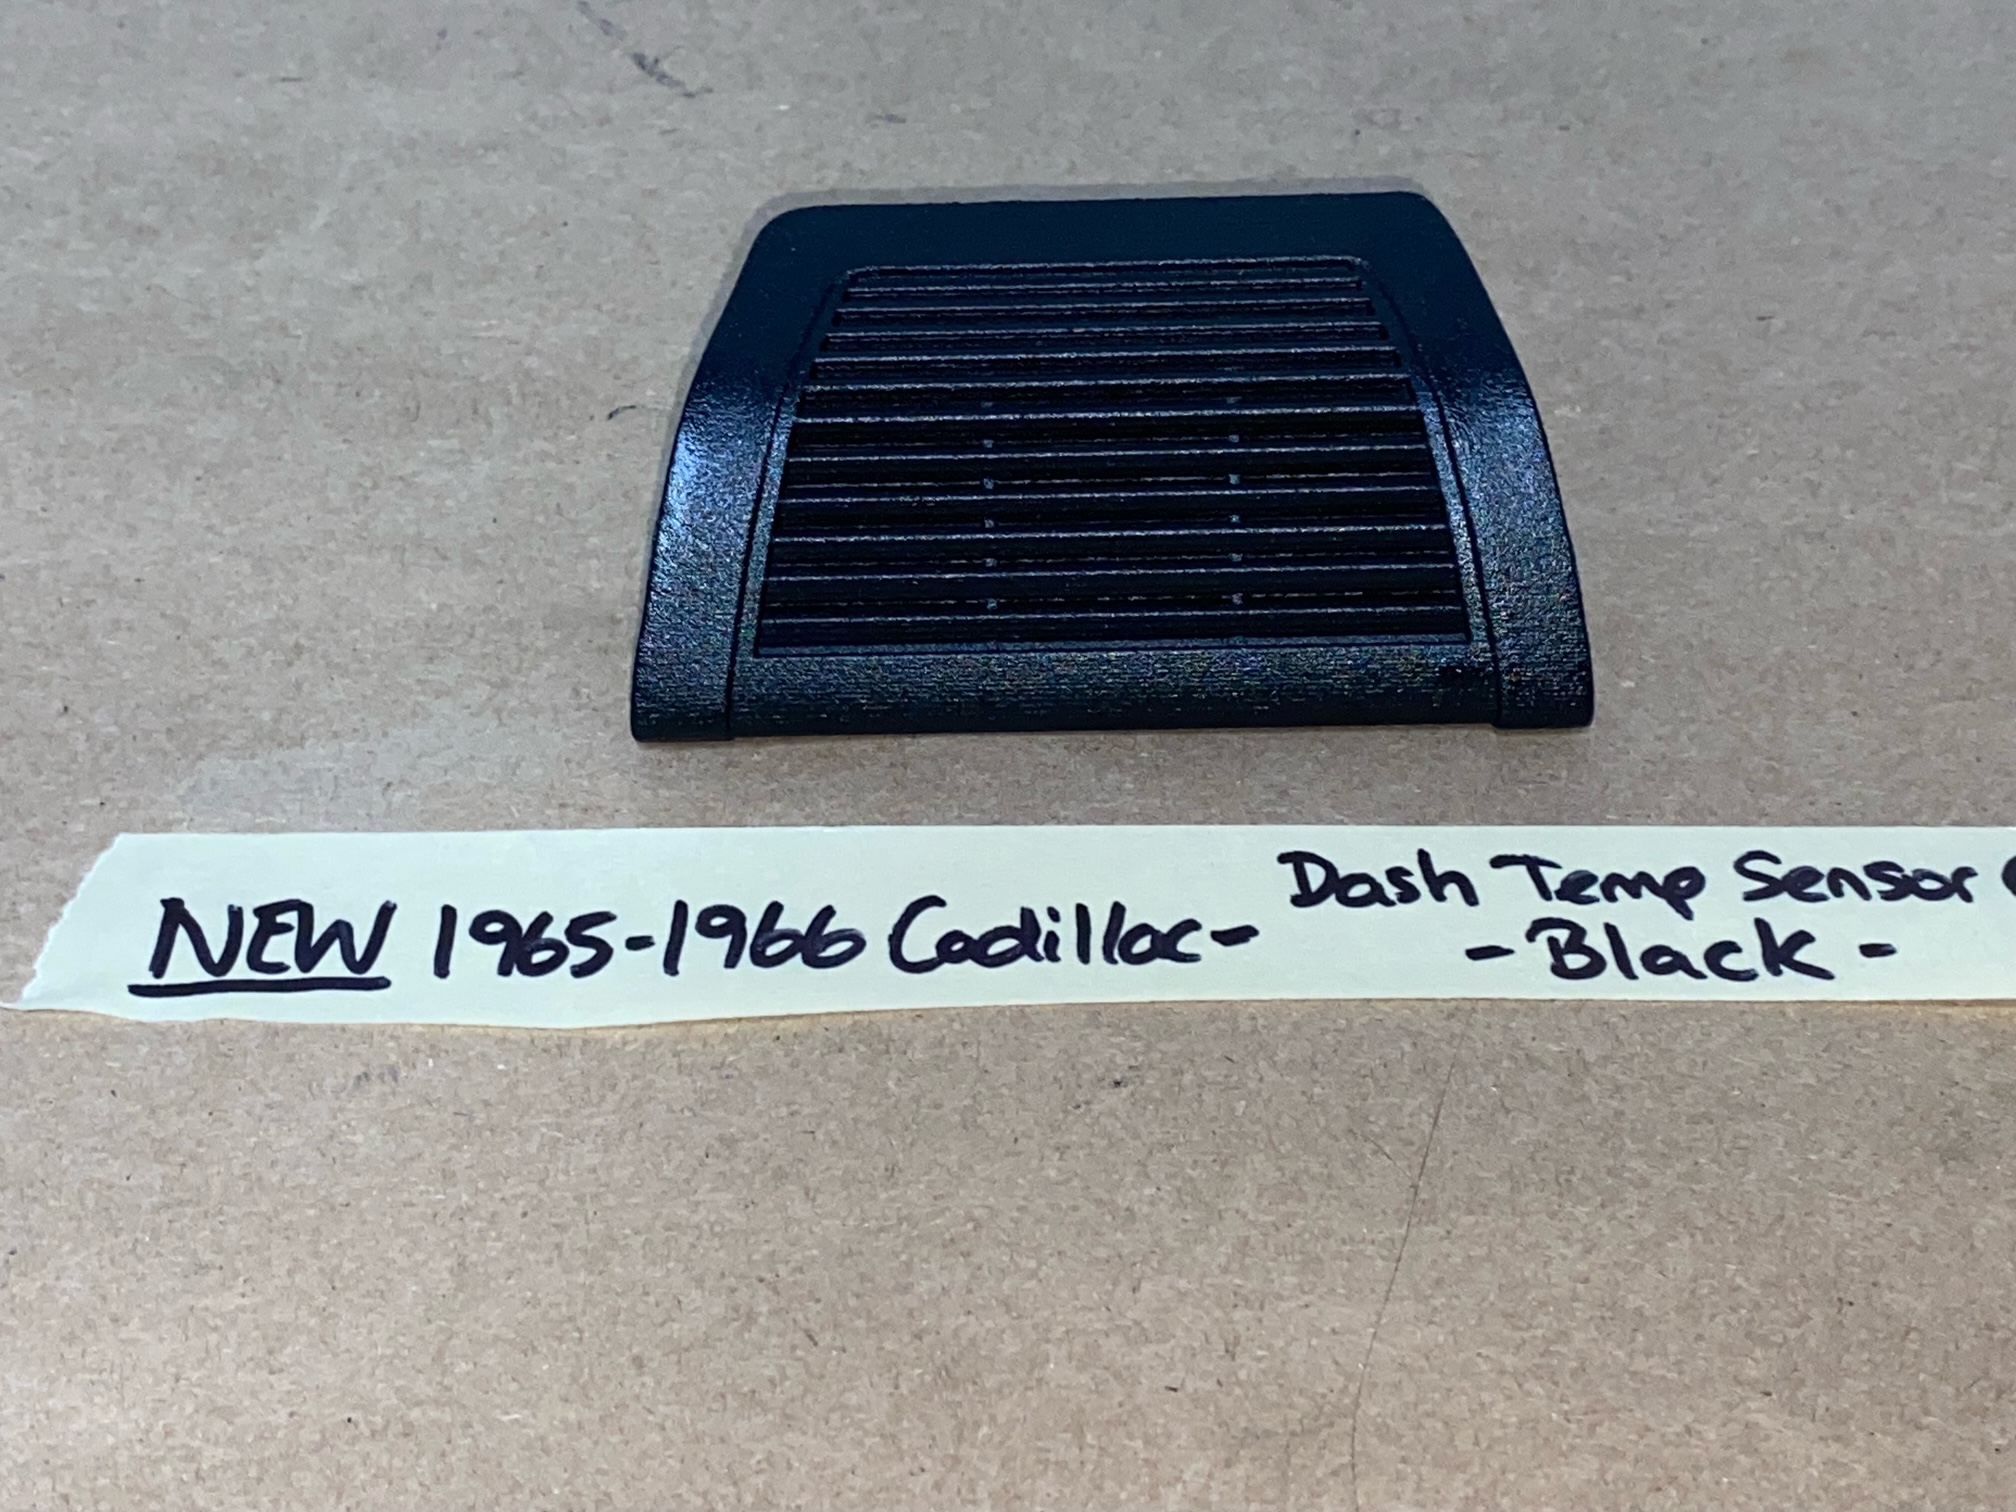 NEW 1965-1966 Cadillac- Dash Temp Sensor
- Black -